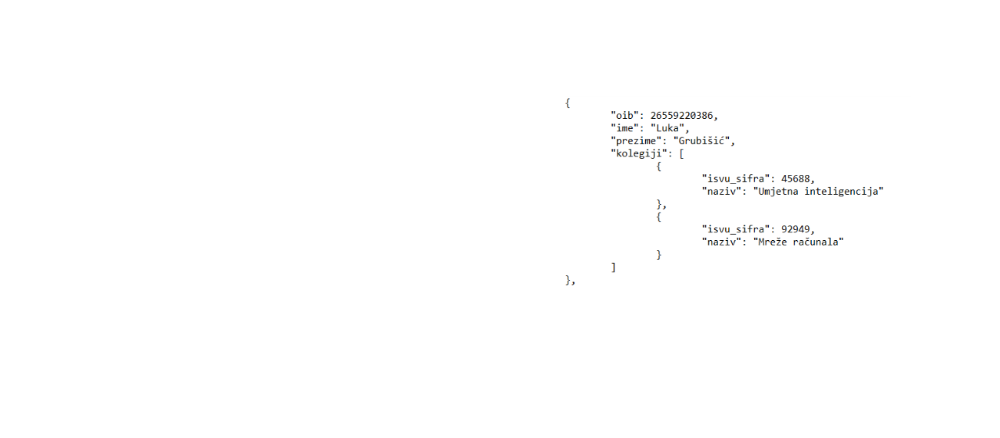 {
"oib": 26559220386,
"ime": "Luka",
"prezime": "Grubišić",
"kolegiji": [
{
"isvu_sifra": 45688,
"naziv": "Umjetna inteligencija"
},
{
"isvu_sifra": 92949,
"naziv": "Mreže računala"
}
]
},